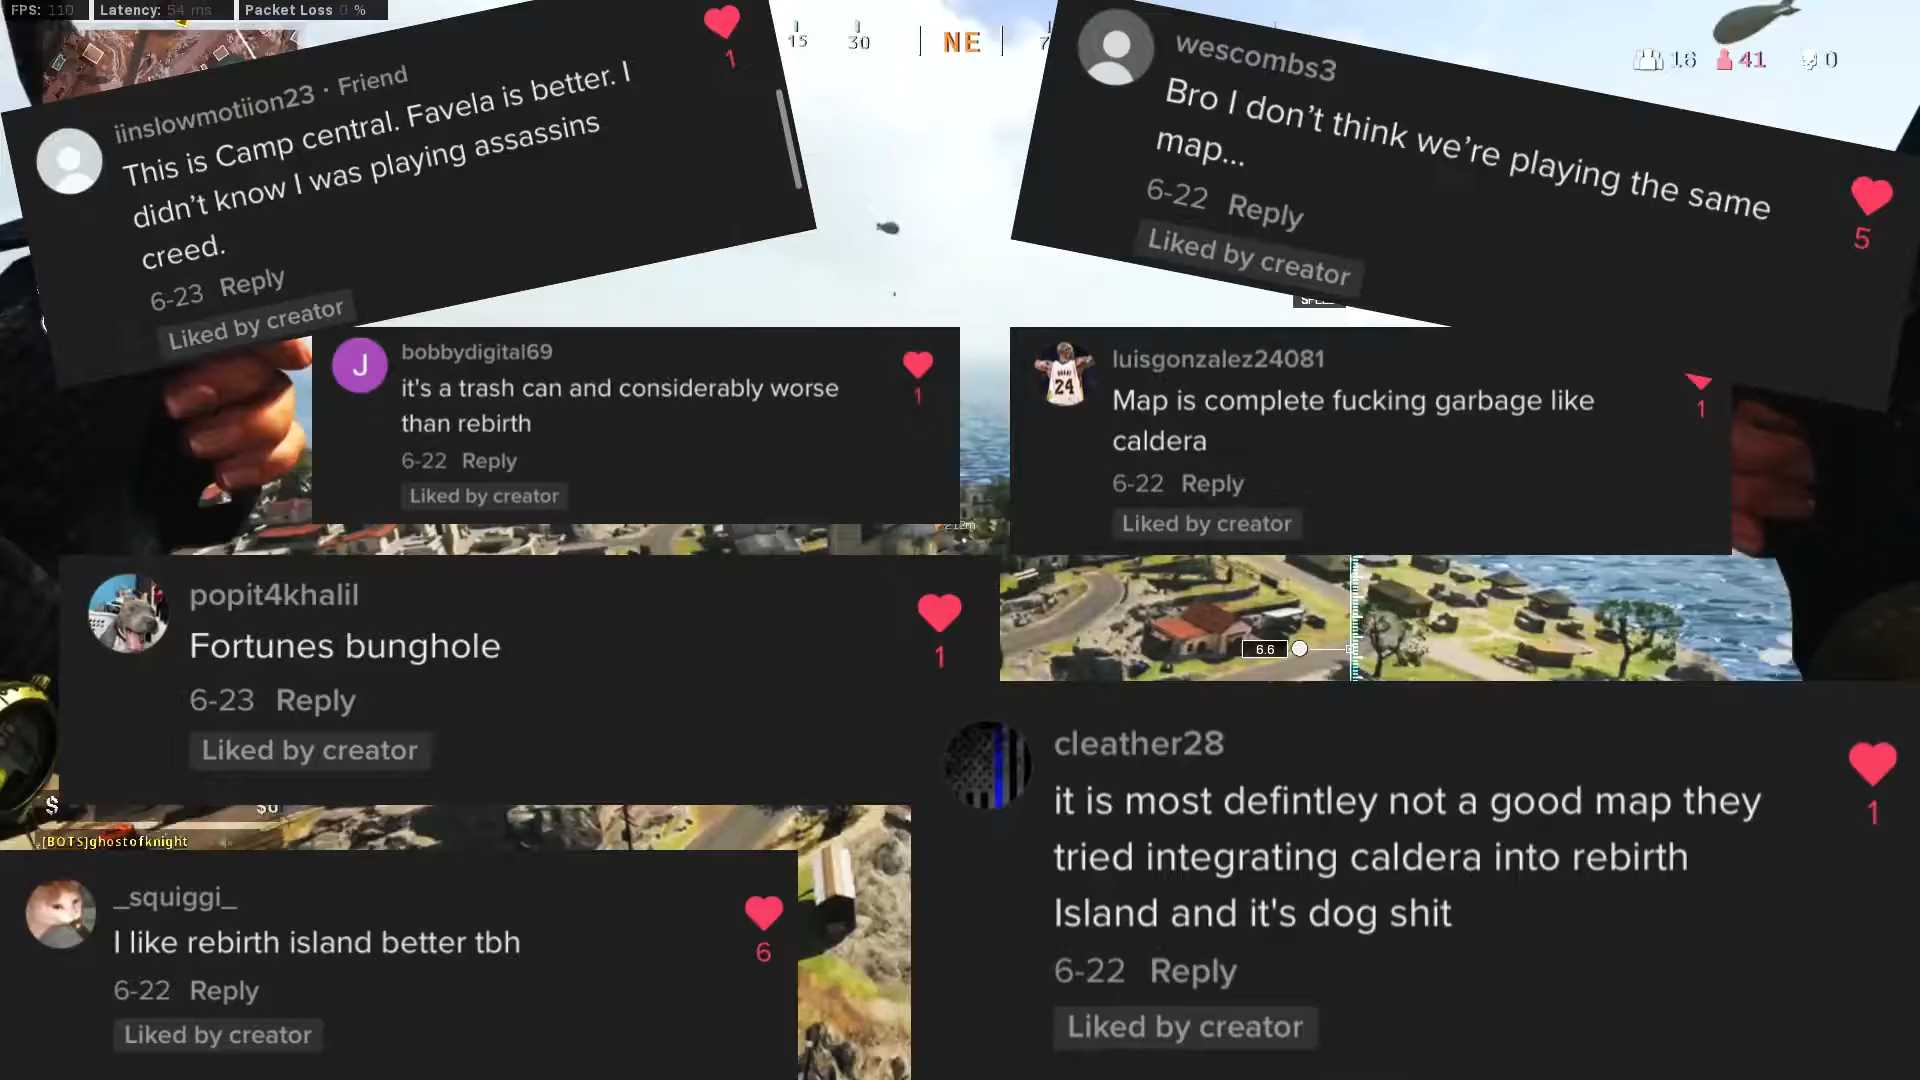 FPS: 110 Latency: 54 ms Packet Loss 0 %
15 30 NE
16 41 0
iinslowmotiion23 · Friend
This is Camp central. Favela is better. I
didn't know I was playing assassins
creed.
6-23 Reply
Liked by creator
1
wescombs3
Bro I don't think we're playing the same
map...
6-22 Reply
Liked by creator
5
bobbydigital69
it's a trash can and considerably worse
than rebirth
6-22 Reply
Liked by creator
1
J
luisgonzalez24081
Map is complete fucking garbage like
caldera
6-22 Reply
Liked by creator
1
24
212m
popit4khalil
Fortunes bunghole
6-23 Reply
Liked by creator
1
6.6
cleather28
it is most defintley not a good map they
tried integrating caldera into rebirth
Island and it's dog shit
6-22 Reply
Liked by creator
1
$ $0
[BOTS]ghostofknight
_squiggi_
I like rebirth island better tbh
6-22 Reply
Liked by creator
6